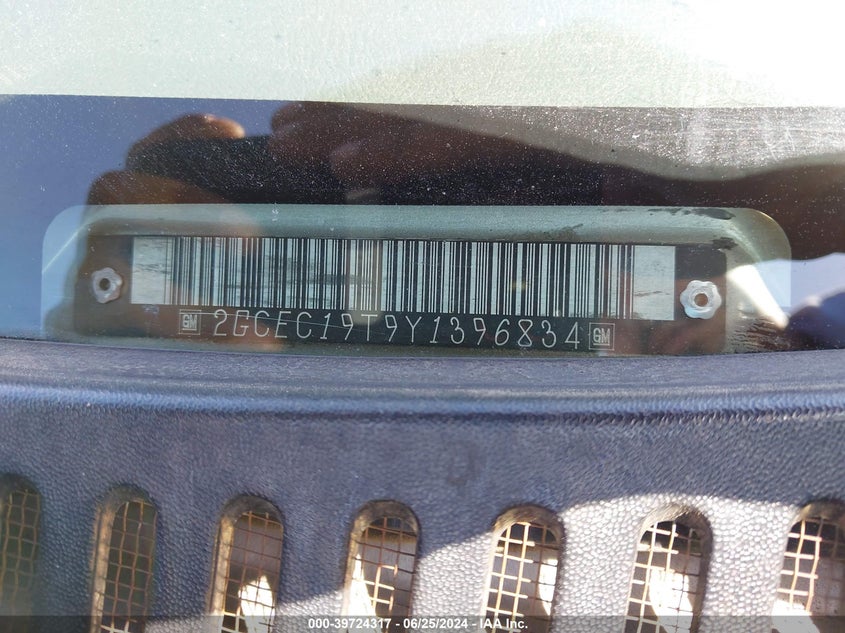 GM 2GCEC19T9Y1396834 GM
000-39724317 - 06/25/2024 - IAA Inc.